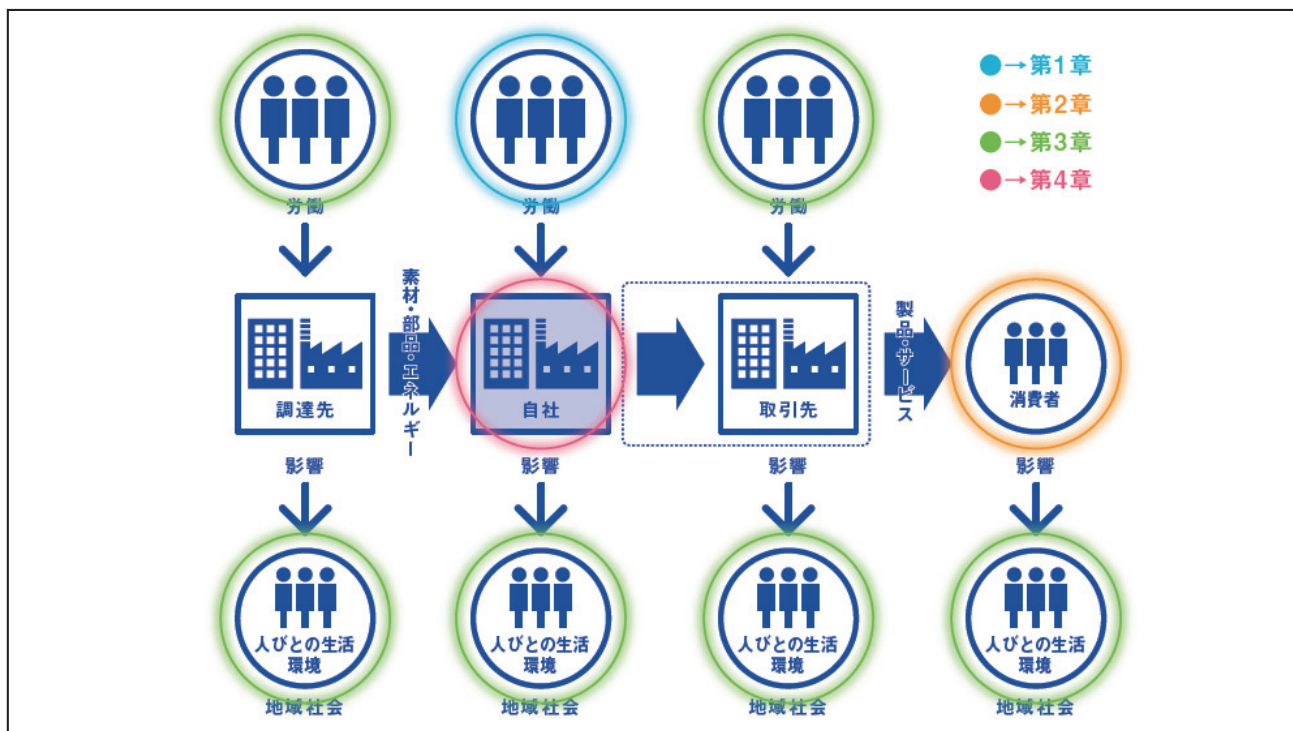 ●→第1章
●→第2章
●→第3章
●→第4章
労働
労働
労働
調達先
素材・部品・エネルギー
自社
取引先
製品・サービス
消費者
影響
影響
影響
影響
人びとの生活
環境
人びとの生活
環境
人びとの生活
環境
人びとの生活
環境
地域社会
地域社会
地域社会
地域社会